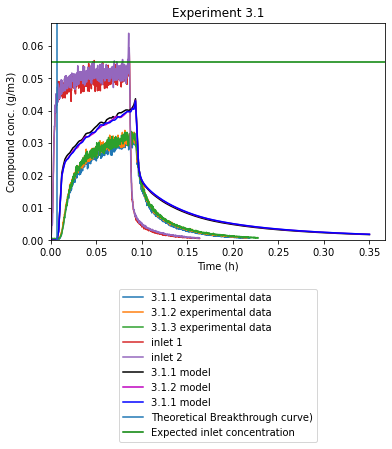 Experiment 3.1
Compound conc. (g/m3)
0.06
0.05
0.04
0.03
0.02
0.01
0.00
0.00 0.05 0.10 0.15 0.20 0.25 0.30 0.35
Time (h)
3.1.1 experimental data
3.1.2 experimental data
3.1.3 experimental data
inlet 1
inlet 2
3.1.1 model
3.1.2 model
3.1.1 model
Theoretical Breakthrough curve)
Expected inlet concentration